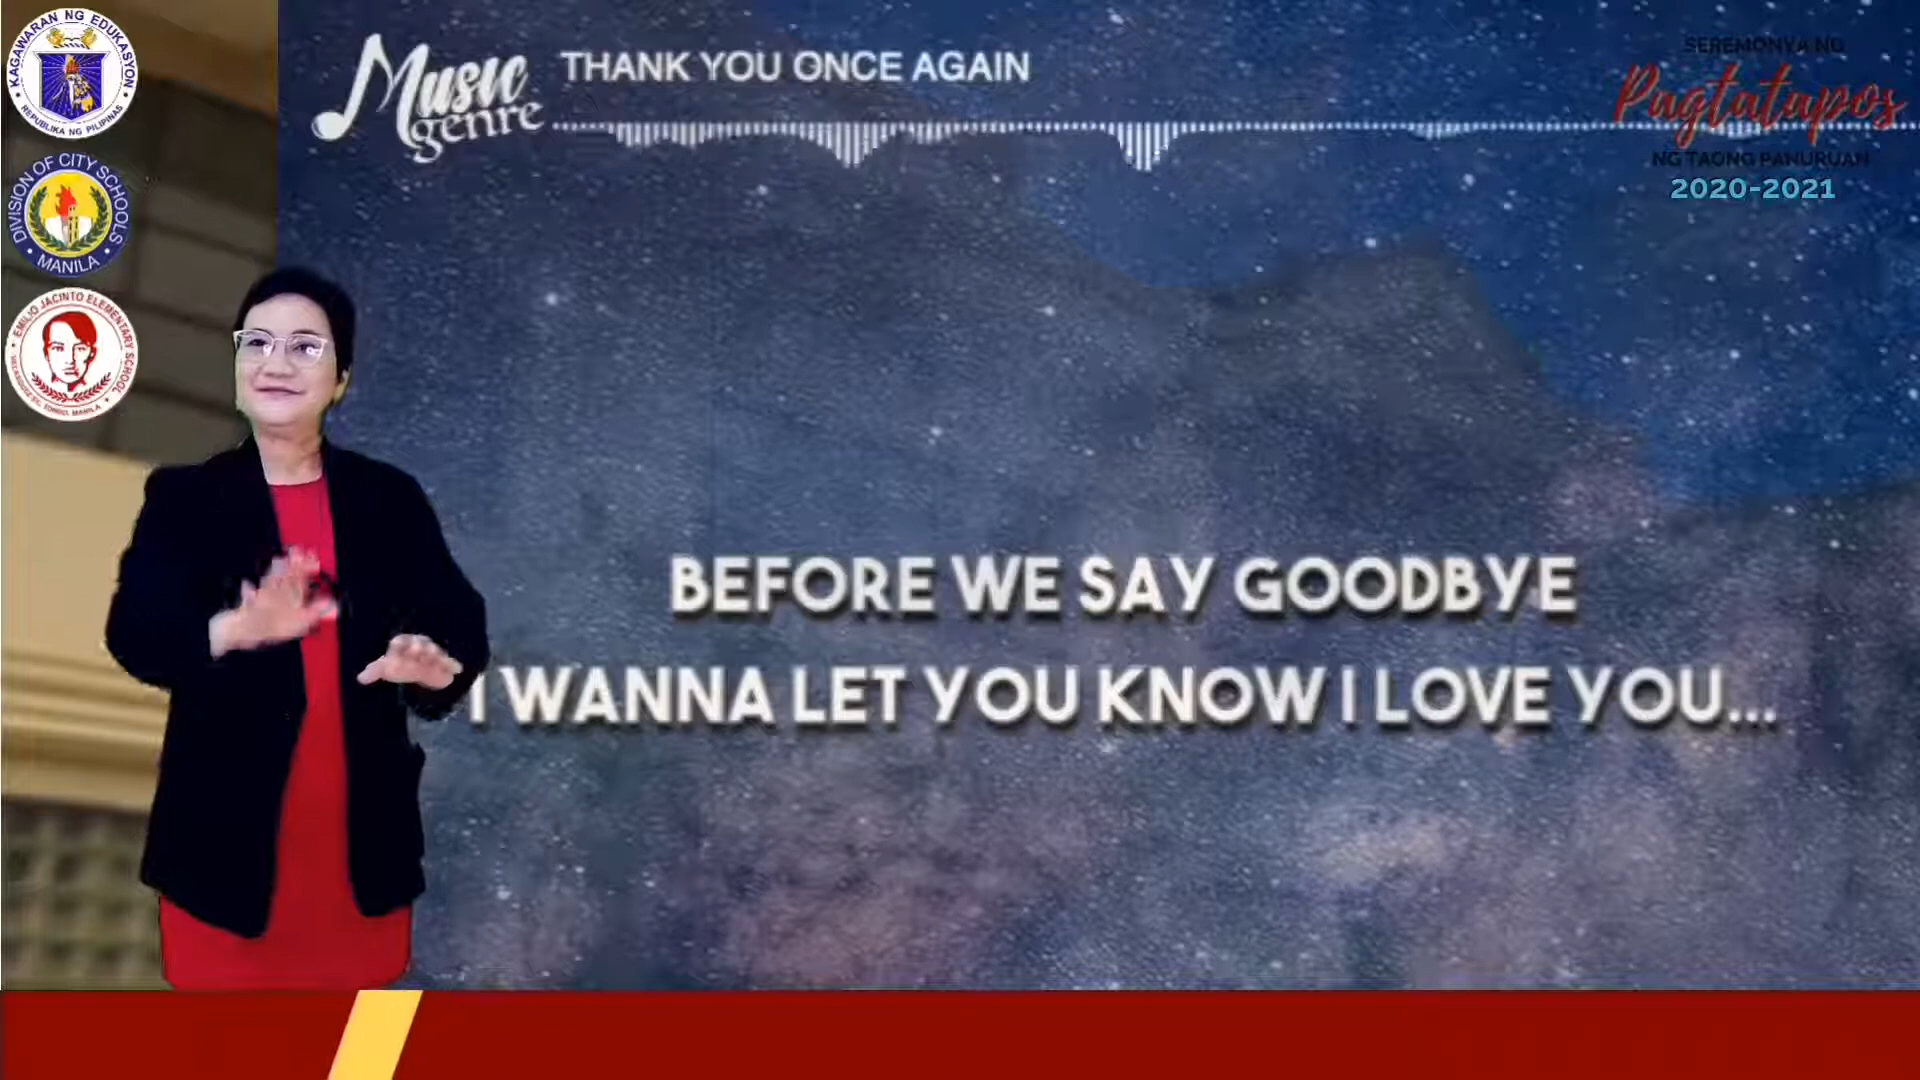 KAGAWARAN NG EDUKASYON
REPUBLIKA NG PILIPINAS
DIVISION OF CITY SCHOOLS
MANILA
EMILIO JACINTO ELEMENTARY SCHOOL
TONDO, MANILA
Music
genre
THANK YOU ONCE AGAIN
SEREMONYA NG
Pagtatapos
NG TAONG PANURUAN
2020-2021
BEFORE WE SAY GOODBYE
I WANNA LET YOU KNOW I LOVE YOU...